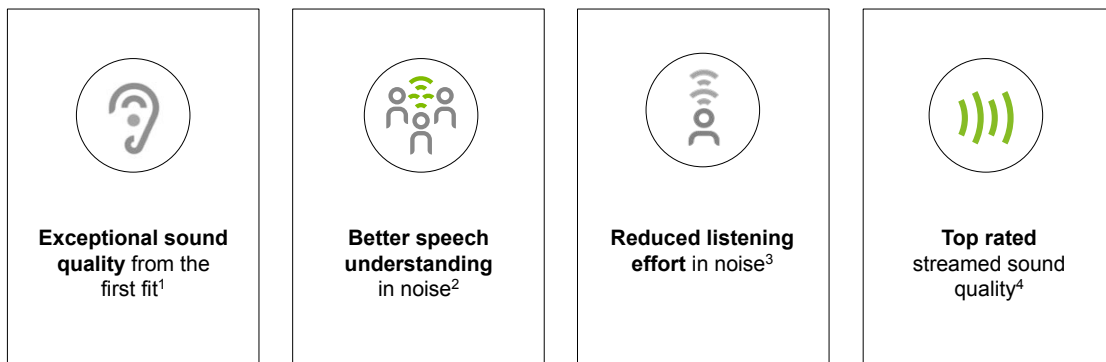 Exceptional sound
quality from the
first fit¹
Better speech
understanding
in noise²
Reduced listening
effort in noise³
Top rated
streamed sound
quality⁴